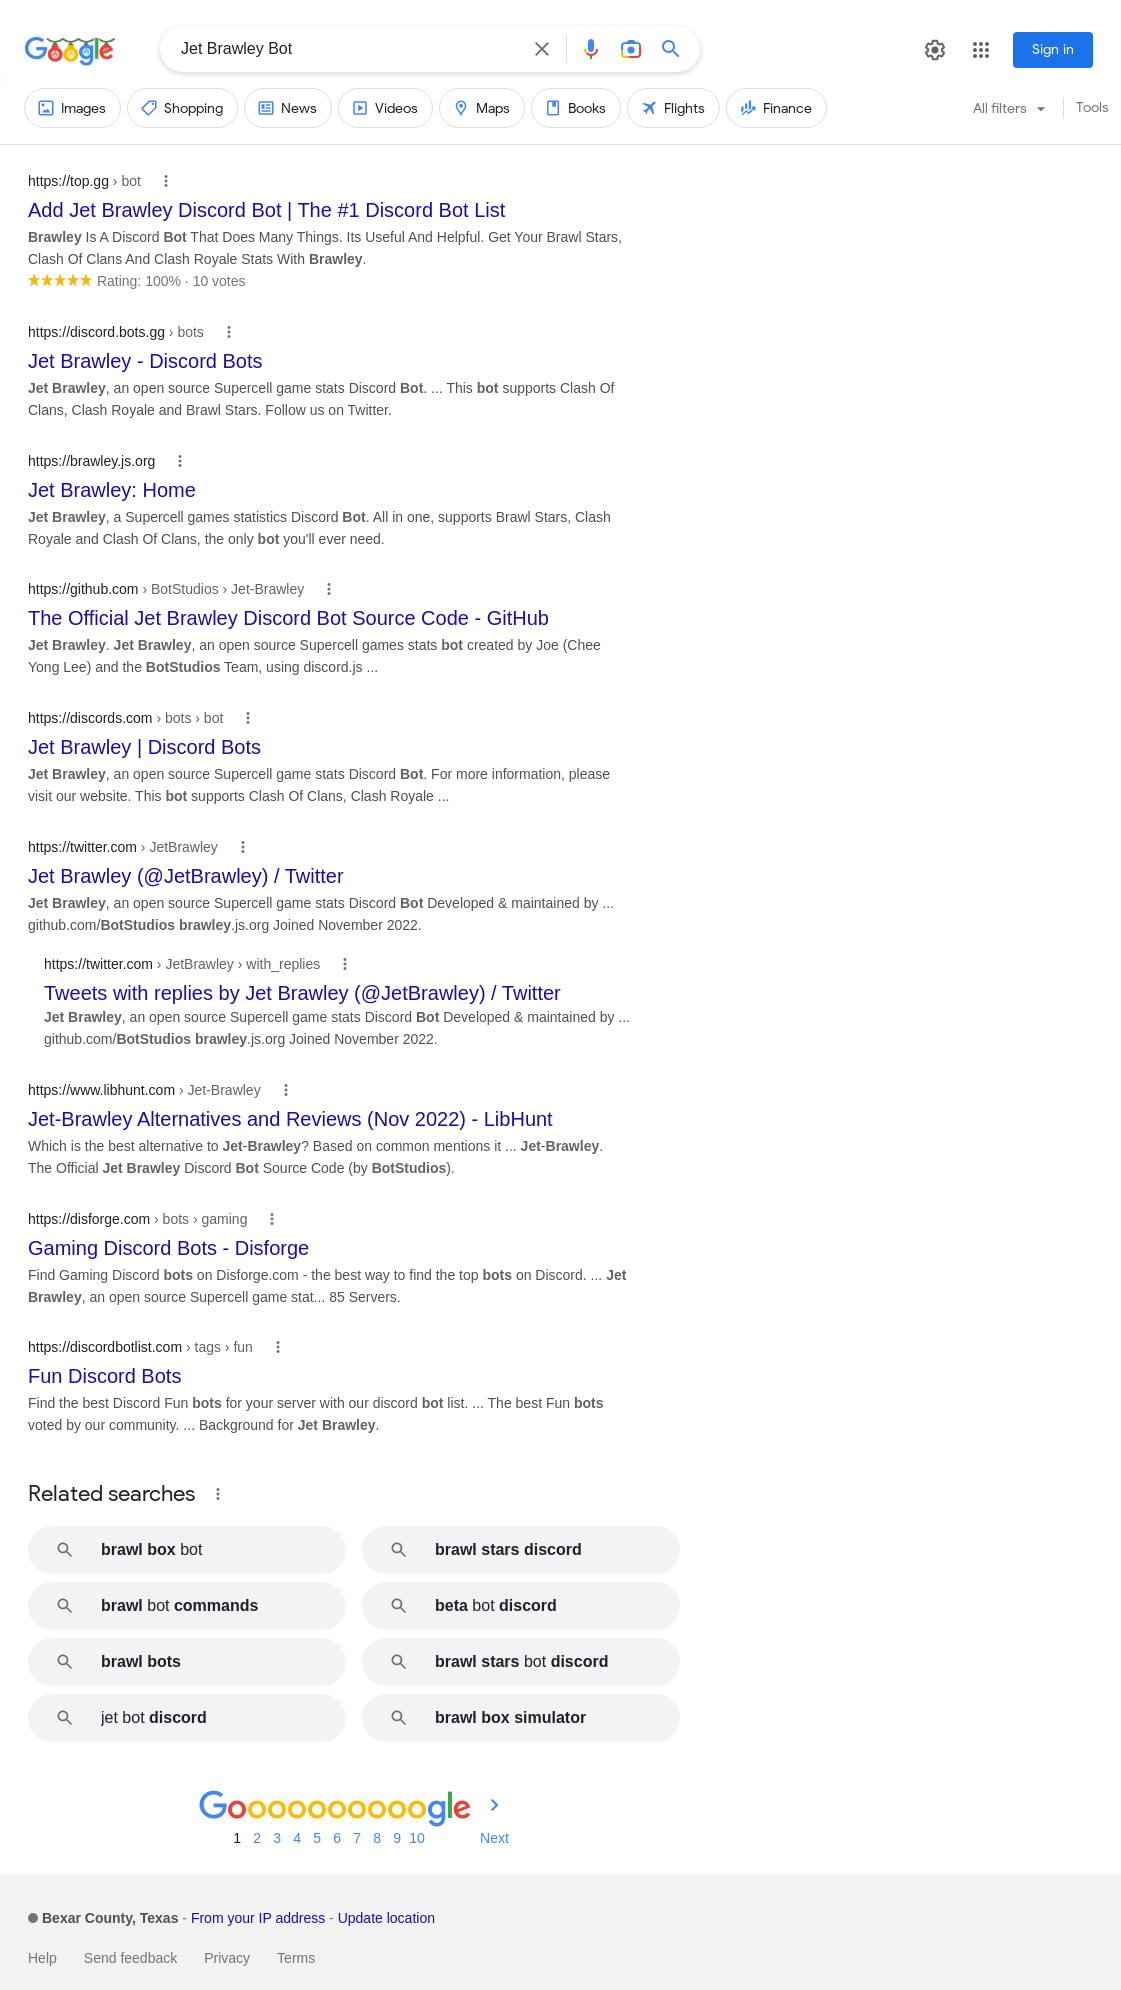 Google
Jet Brawley Bot
Sign in
Images
Shopping
News
Videos
Maps
Books
Flights
Finance
All filters
Tools
https://top.gg › bot
Add Jet Brawley Discord Bot | The #1 Discord Bot List
Brawley Is A Discord Bot That Does Many Things. Its Useful And Helpful. Get Your Brawl Stars,
Clash Of Clans And Clash Royale Stats With Brawley.
Rating: 100% · 10 votes
https://discord.bots.gg › bots
Jet Brawley - Discord Bots
Jet Brawley, an open source Supercell game stats Discord Bot. ... This bot supports Clash Of
Clans, Clash Royale and Brawl Stars. Follow us on Twitter.
https://brawley.js.org
Jet Brawley: Home
Jet Brawley, a Supercell games statistics Discord Bot. All in one, supports Brawl Stars, Clash
Royale and Clash Of Clans, the only bot you'll ever need.
https://github.com › BotStudios › Jet-Brawley
The Official Jet Brawley Discord Bot Source Code - GitHub
Jet Brawley. Jet Brawley, an open source Supercell games stats bot created by Joe (Chee
Yong Lee) and the BotStudios Team, using discord.js ...
https://discords.com › bots › bot
Jet Brawley | Discord Bots
Jet Brawley, an open source Supercell game stats Discord Bot. For more information, please
visit our website. This bot supports Clash Of Clans, Clash Royale ...
https://twitter.com › JetBrawley
Jet Brawley (@JetBrawley) / Twitter
Jet Brawley, an open source Supercell game stats Discord Bot Developed & maintained by ...
github.com/BotStudios brawley.js.org Joined November 2022.
https://twitter.com › JetBrawley › with_replies
Tweets with replies by Jet Brawley (@JetBrawley) / Twitter
Jet Brawley, an open source Supercell game stats Discord Bot Developed & maintained by ...
github.com/BotStudios brawley.js.org Joined November 2022.
https://www.libhunt.com › Jet-Brawley
Jet-Brawley Alternatives and Reviews (Nov 2022) - LibHunt
Which is the best alternative to Jet-Brawley? Based on common mentions it ... Jet-Brawley.
The Official Jet Brawley Discord Bot Source Code (by BotStudios).
https://disforge.com › bots › gaming
Gaming Discord Bots - Disforge
Find Gaming Discord bots on Disforge.com - the best way to find the top bots on Discord. ... Jet
Brawley, an open source Supercell game stat... 85 Servers.
https://discordbotlist.com › tags › fun
Fun Discord Bots
Find the best Discord Fun bots for your server with our discord bot list. ... The best Fun bots
voted by our community. ... Background for Jet Brawley.
Related searches
brawl box bot
brawl stars discord
brawl bot commands
beta bot discord
brawl bots
brawl stars bot discord
jet bot discord
brawl box simulator
Goooooooooogle
1 2 3 4 5 6 7 8 9 10 Next
Bexar County, Texas - From your IP address - Update location
Help Send feedback Privacy Terms